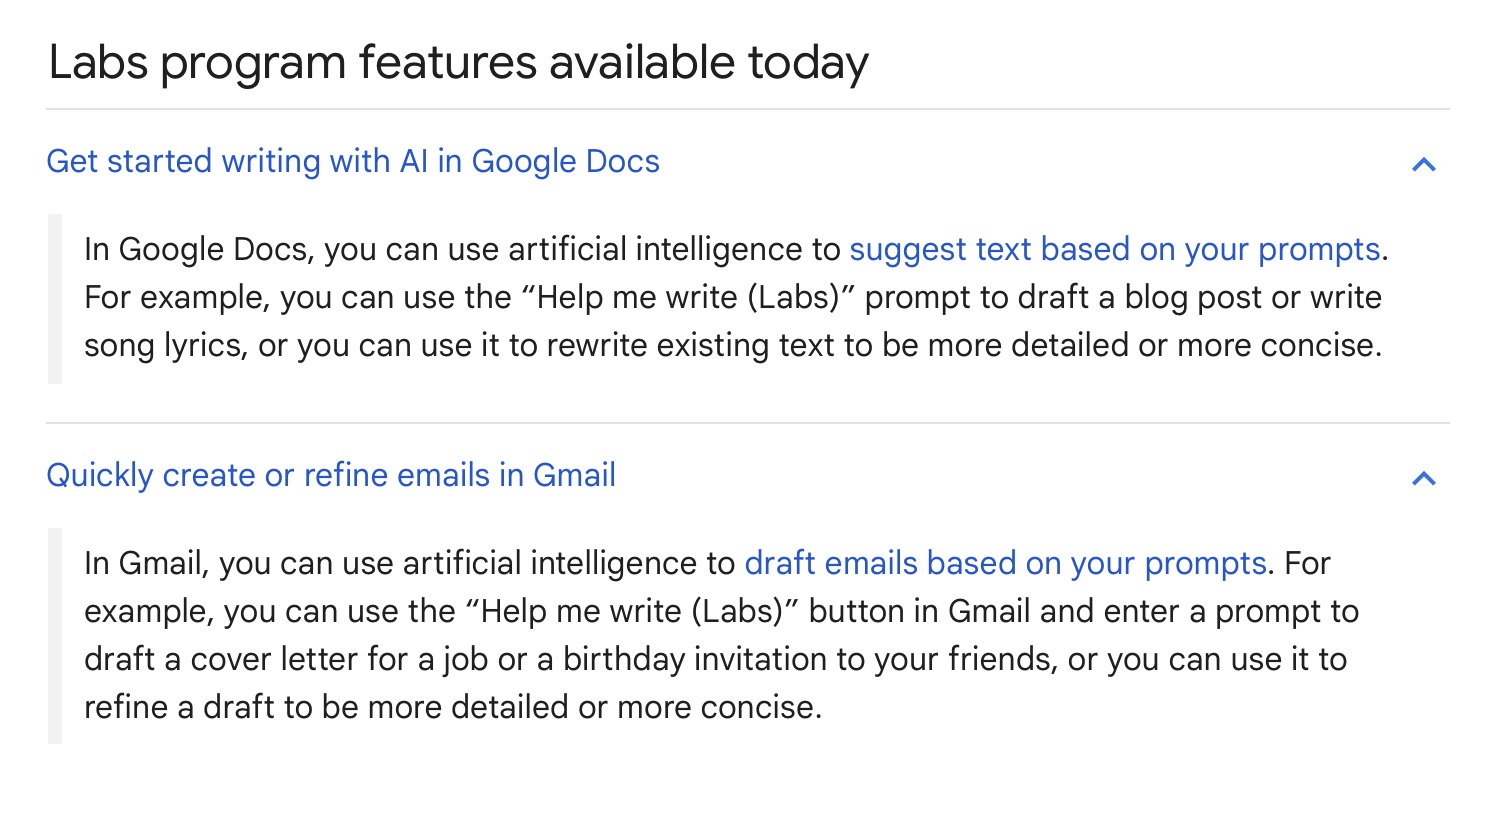 Labs program features available today
Get started writing with AI in Google Docs
In Google Docs, you can use artificial intelligence to suggest text based on your prompts.
For example, you can use the “Help me write (Labs)” prompt to draft a blog post or write
song lyrics, or you can use it to rewrite existing text to be more detailed or more concise.
Quickly create or refine emails in Gmail
In Gmail, you can use artificial intelligence to draft emails based on your prompts. For
example, you can use the “Help me write (Labs)” button in Gmail and enter a prompt to
draft a cover letter for a job or a birthday invitation to your friends, or you can use it to
refine a draft to be more detailed or more concise.